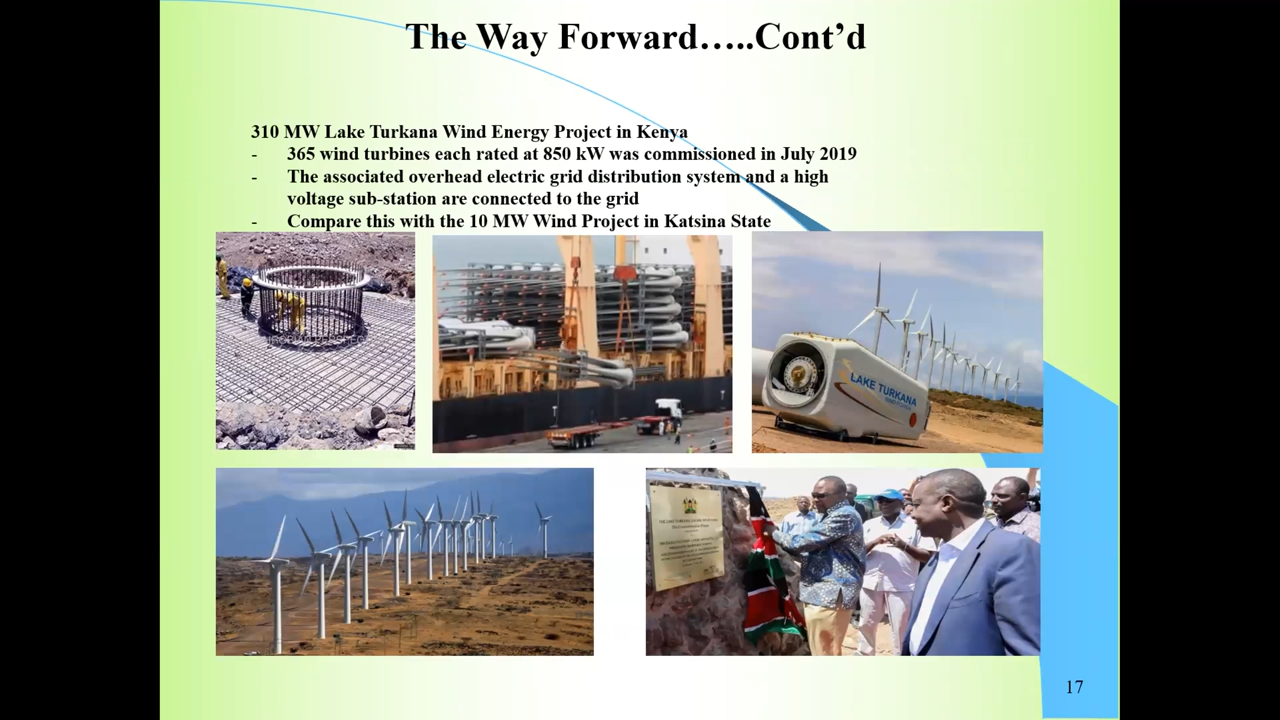 The Way Forward…..Cont’d
310 MW Lake Turkana Wind Energy Project in Kenya
- 365 wind turbines each rated at 850 kW was commissioned in July 2019
- The associated overhead electric grid distribution system and a high
voltage sub-station are connected to the grid
- Compare this with the 10 MW Wind Project in Katsina State
LAKE TURKANA
17